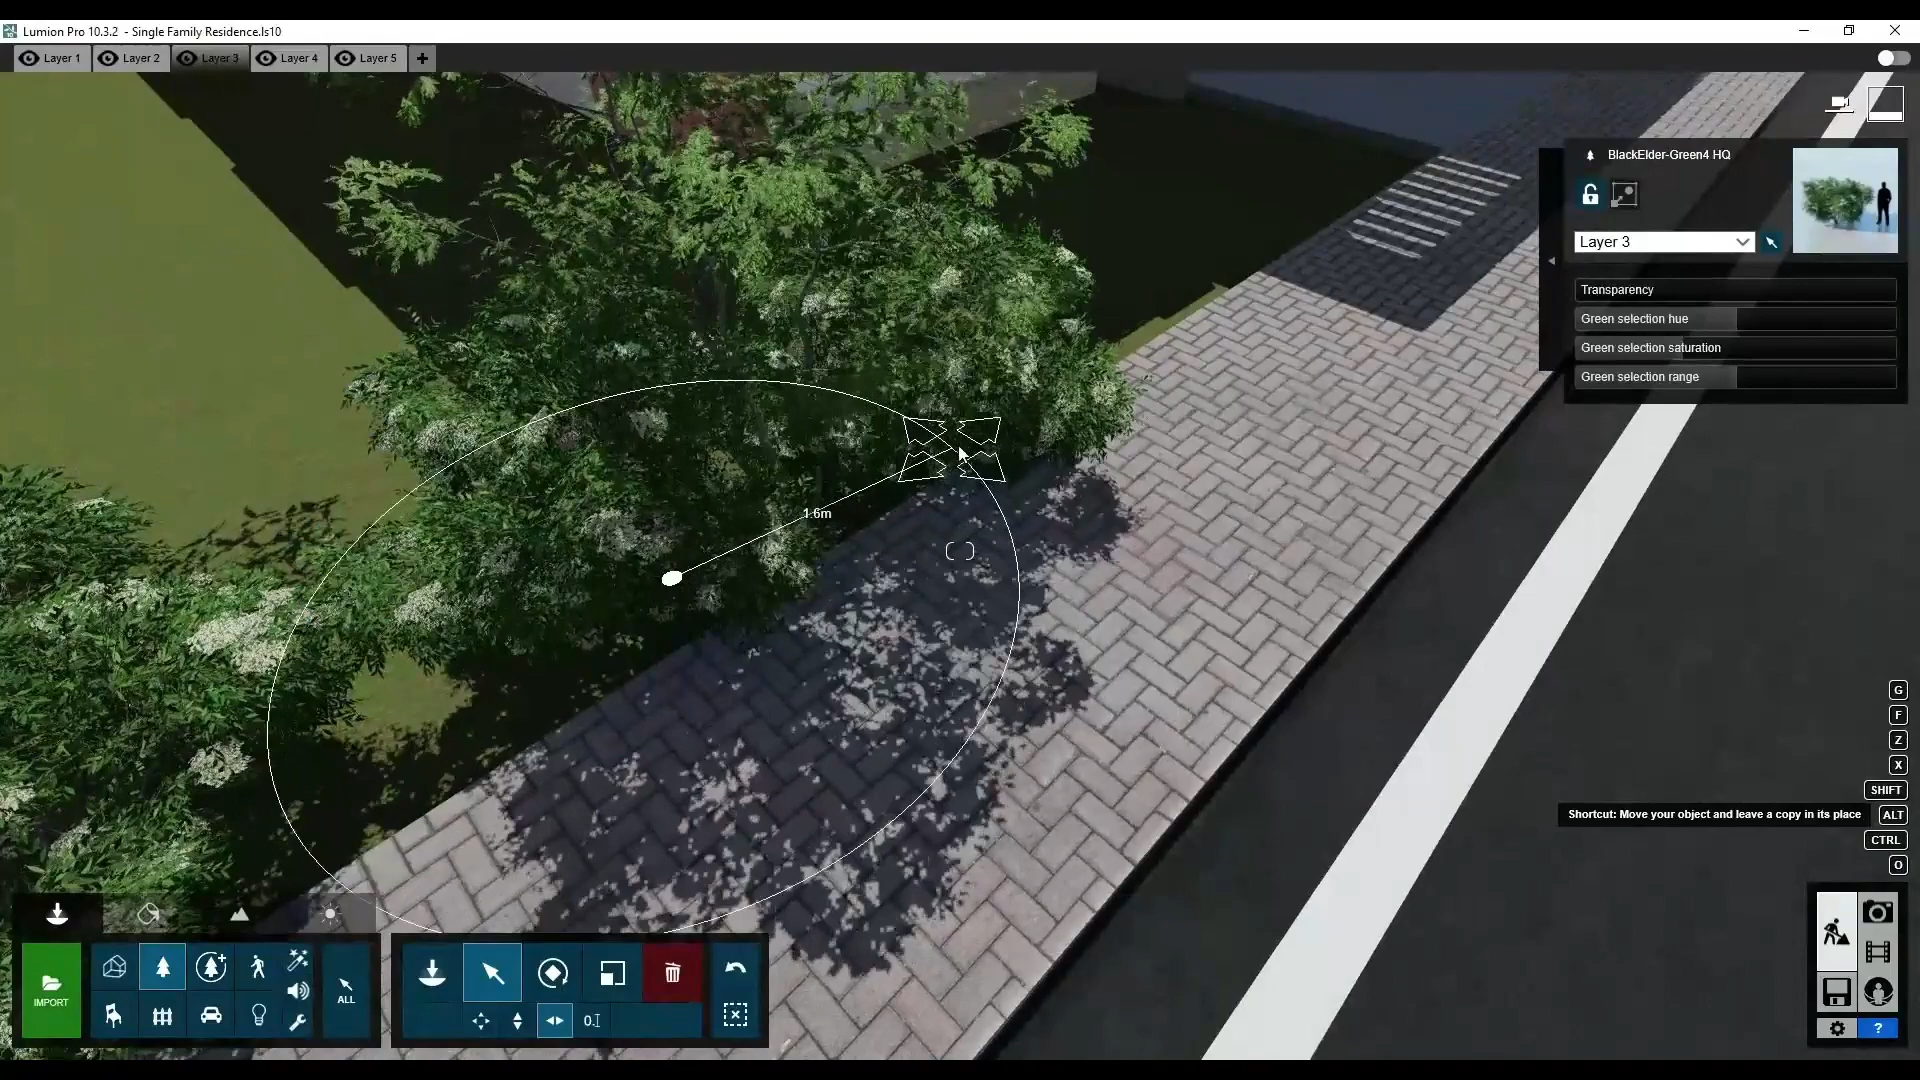 Lumion Pro 10.3.2 - Single Family Residence.ls10
Layer 1
Layer 2
Layer 3
Layer 4
Layer 5
BlackElder-Green4 HQ
Layer 3
Transparency
Green selection hue
Green selection saturation
Green selection range
1.6m
G
F
Z
X
SHIFT
Shortcut: Move your object and leave a copy in its place
ALT
CTRL
O
IMPORT
ALL
0.
?